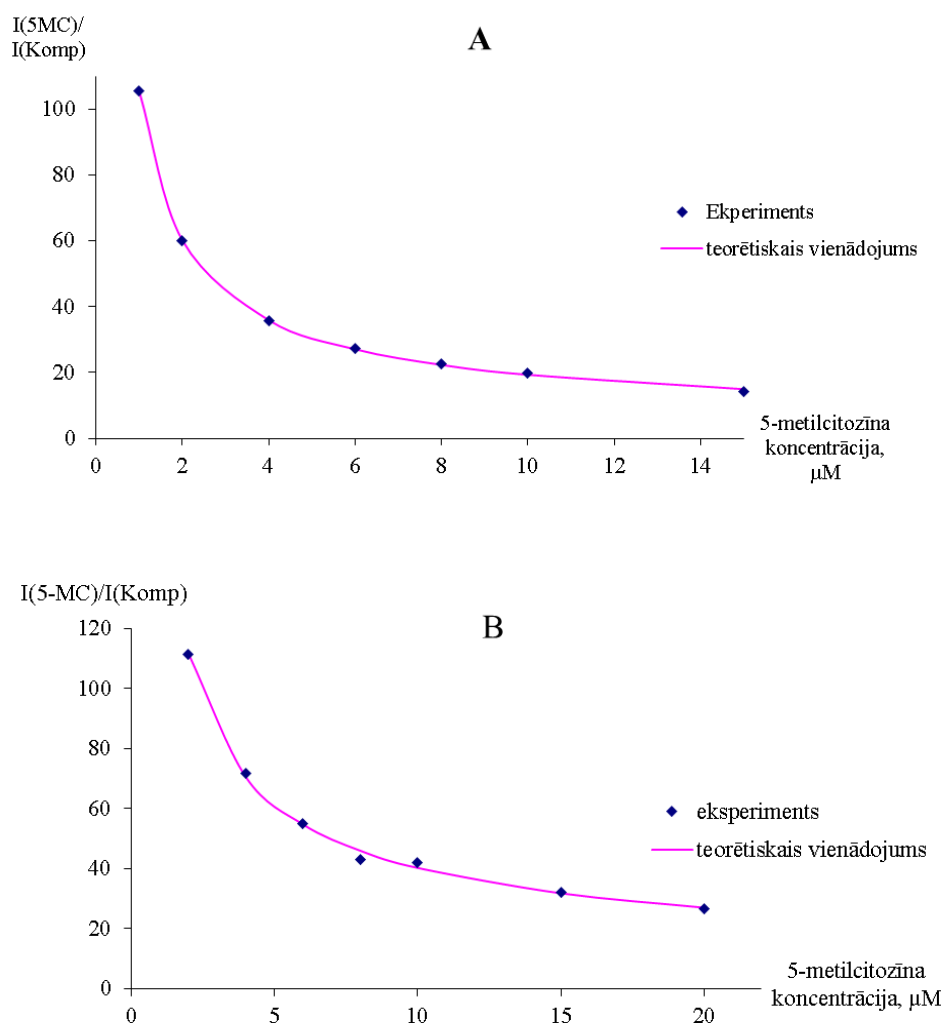 I(5MC)/
I(Komp)
A
100
80
60
40
20
0
Ekperiments
teorētiskais vienādojums
0 2 4 6 8 10 12 14
5-metilcitozīna
koncentrācija,
μM
I(5-MC)/I(Komp)
B
120
100
80
60
40
20
0
eksperiments
teorētiskais vienādojums
0 5 10 15 20
5-metilcitozīna
koncentrācija, μM